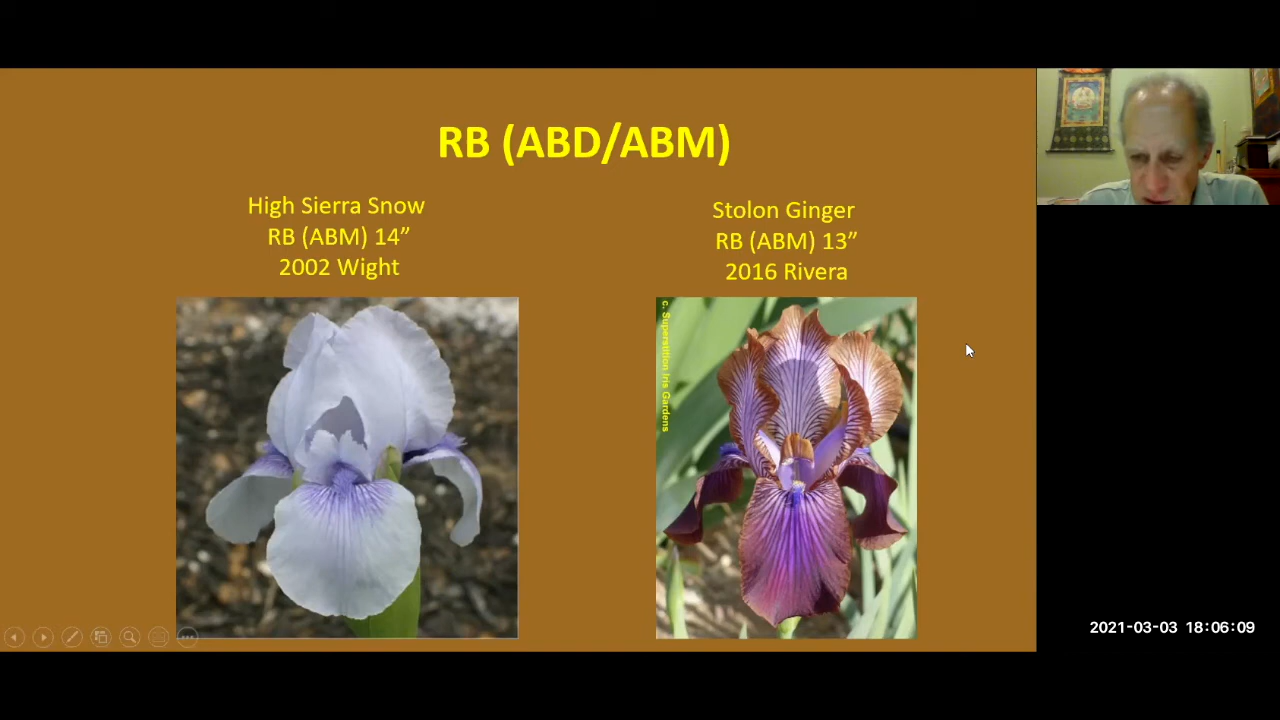 RB (ABD/ABM)
High Sierra Snow
RB (ABM) 14”
2002 Wight
Stolon Ginger
RB (ABM) 13”
2016 Rivera
c. Superstition Iris Gardens
2021-03-03 18:06:09